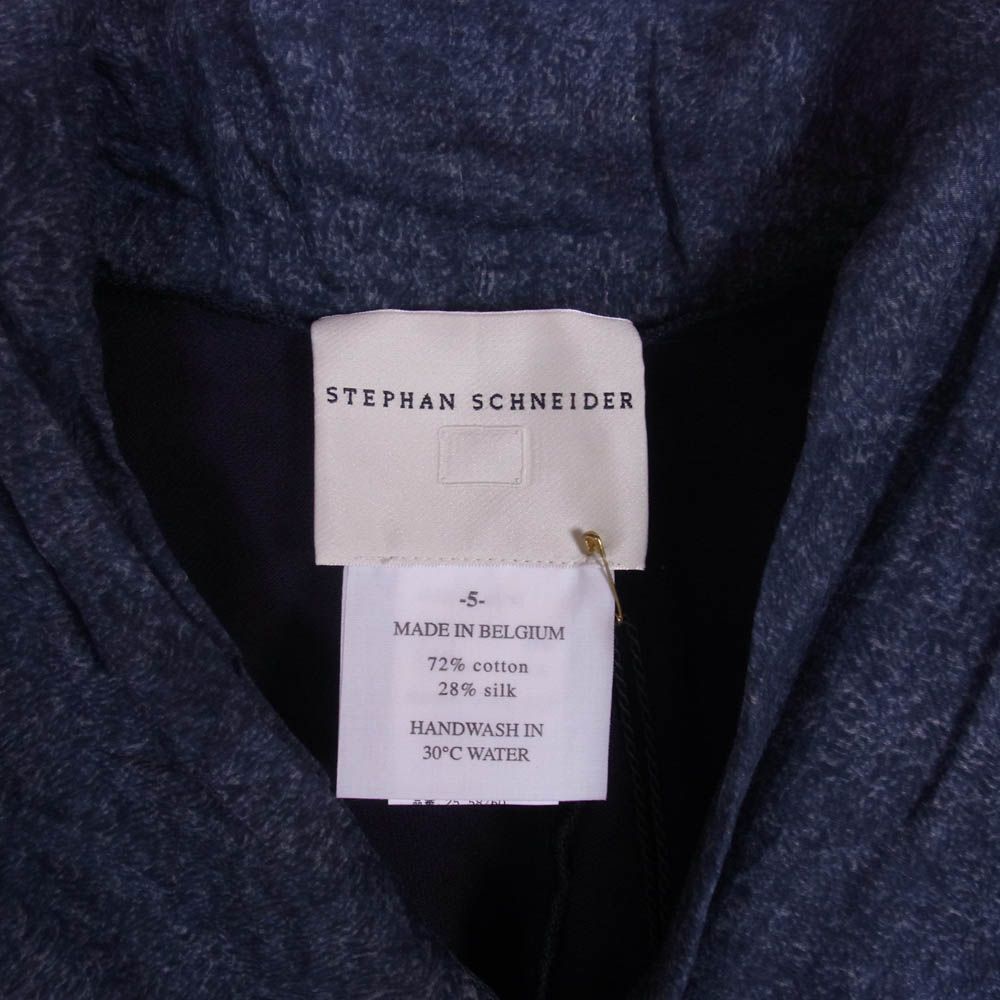 STEPHAN SCHNEIDER
-5-
MADE IN BELGIUM
72% cotton
28% silk
HANDWASH IN
30°C WATER